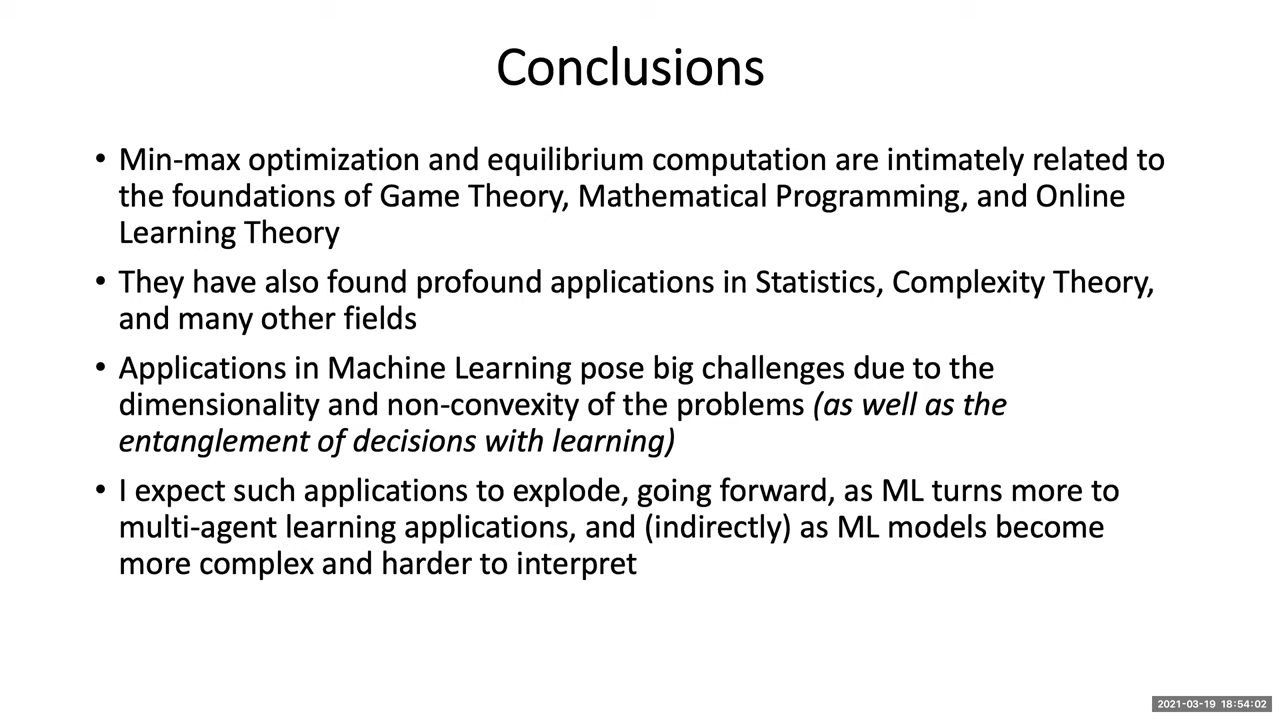 Conclusions
• Min-max optimization and equilibrium computation are intimately related to
the foundations of Game Theory, Mathematical Programming, and Online
Learning Theory
• They have also found profound applications in Statistics, Complexity Theory,
and many other fields
• Applications in Machine Learning pose big challenges due to the
dimensionality and non-convexity of the problems (as well as the
entanglement of decisions with learning)
• I expect such applications to explode, going forward, as ML turns more to
multi-agent learning applications, and (indirectly) as ML models become
more complex and harder to interpret
2021-03-19 18:54:02